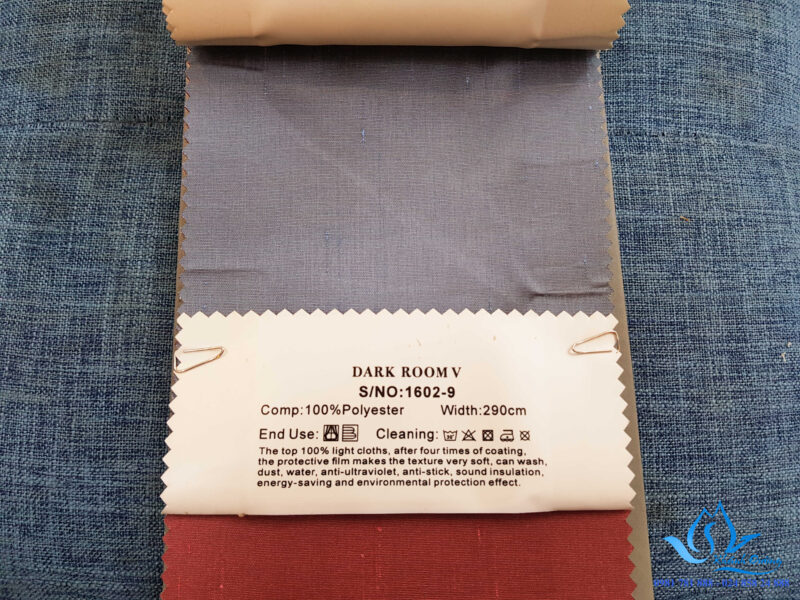 DARK ROOM V
S/NO:1602-9
Comp:100%Polyester Width:290cm
End Use: Cleaning:
The top 100% light cloths, after four times of coating,
the protective film makes the texture very soft, can wash,
dust, water, anti-ultraviolet, anti-stick, sound insulation,
energy-saving and environmental protection effect.